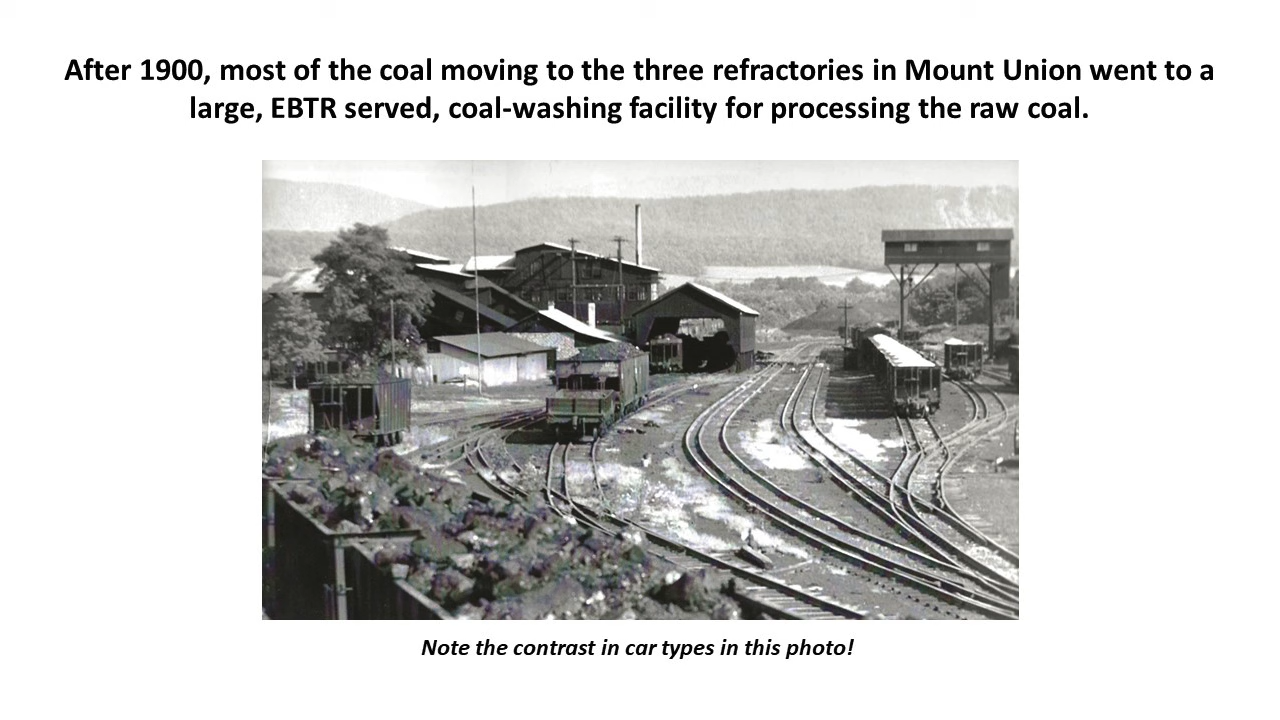 After 1900, most of the coal moving to the three refractories in Mount Union went to a
large, EBTR served, coal-washing facility for processing the raw coal.
Note the contrast in car types in this photo!